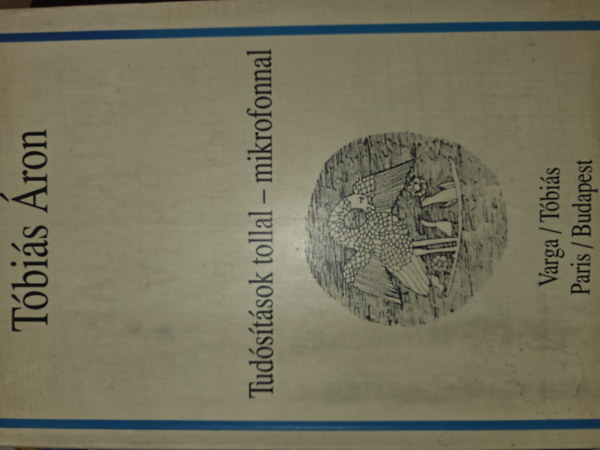 Tóbiás Áron
Tudósítások tollal – mikrofonnal
Varga / Tóbiás
Paris / Budapest